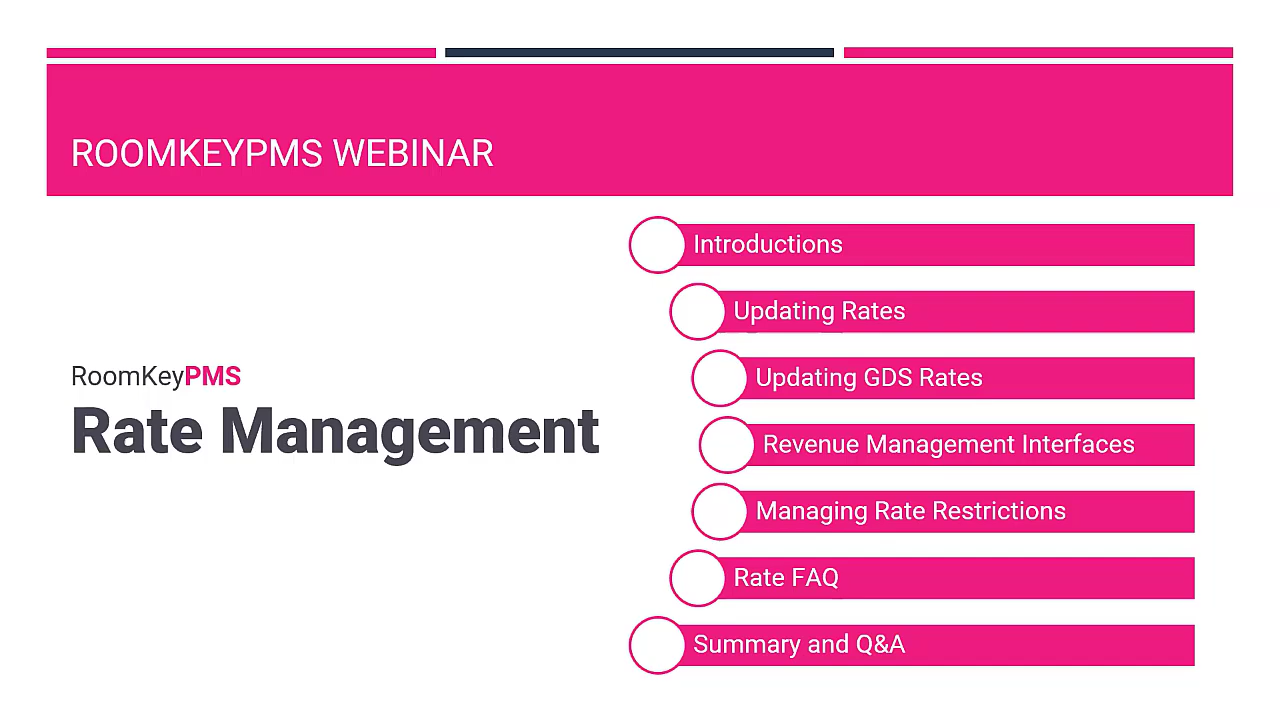 ROOMKEYPMS WEBINAR
RoomKeyPMS
Rate Management
Introductions
Updating Rates
Updating GDS Rates
Revenue Management Interfaces
Managing Rate Restrictions
Rate FAQ
Summary and Q&A